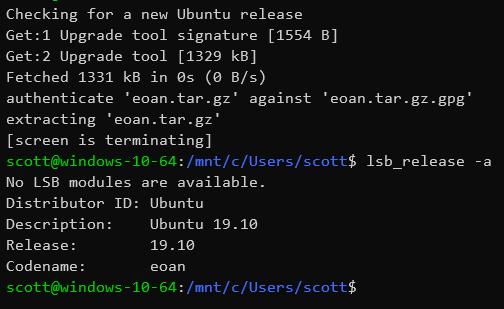 Checking for a new Ubuntu release
Get:1 Upgrade tool signature [1554 B]
Get:2 Upgrade tool [1329 kB]
Fetched 1331 kB in 0s (0 B/s)
authenticate 'eoan.tar.gz' against 'eoan.tar.gz.gpg'
extracting 'eoan.tar.gz'
[screen is terminating]
scott@windows-10-64:/mnt/c/Users/scott$ lsb_release -a
No LSB modules are available.
Distributor ID: Ubuntu
Description:    Ubuntu 19.10
Release:        19.10
Codename:       eoan
scott@windows-10-64:/mnt/c/Users/scott$